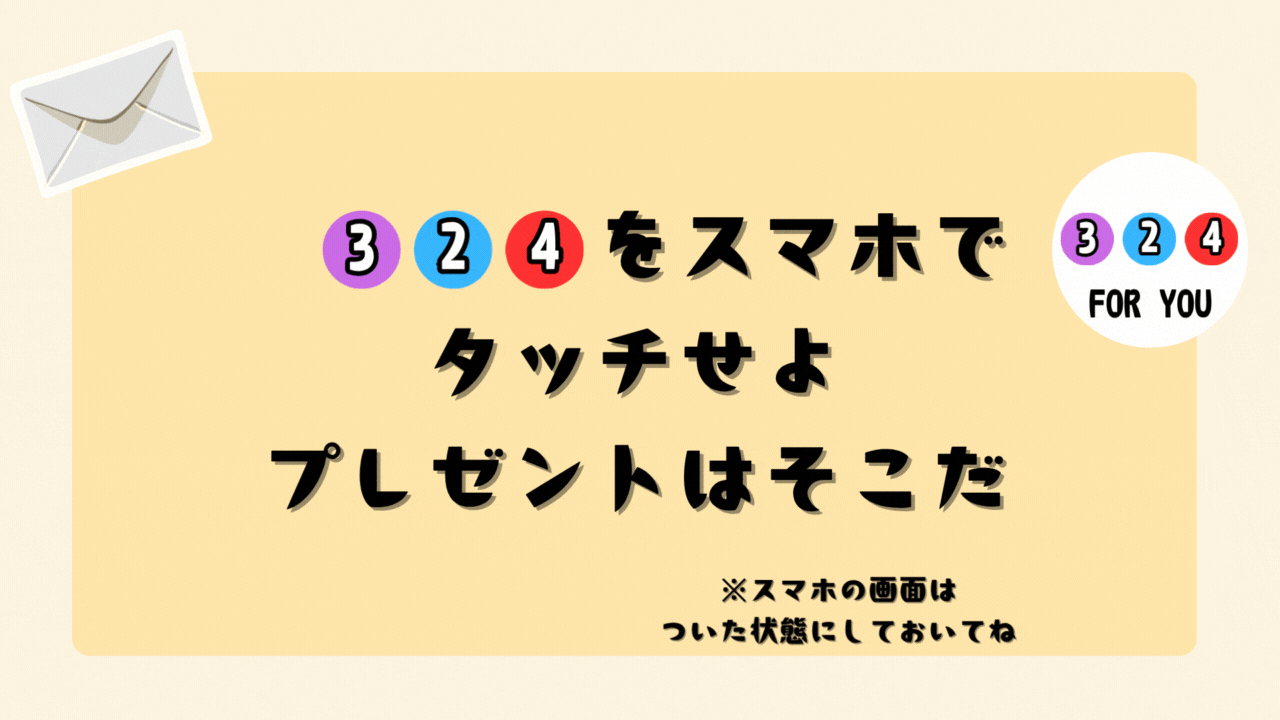 324をスマホで
タッチせよ
プレゼントはそこだ
※スマホの画面は
ついた状態にしておいてね
324
FOR YOU